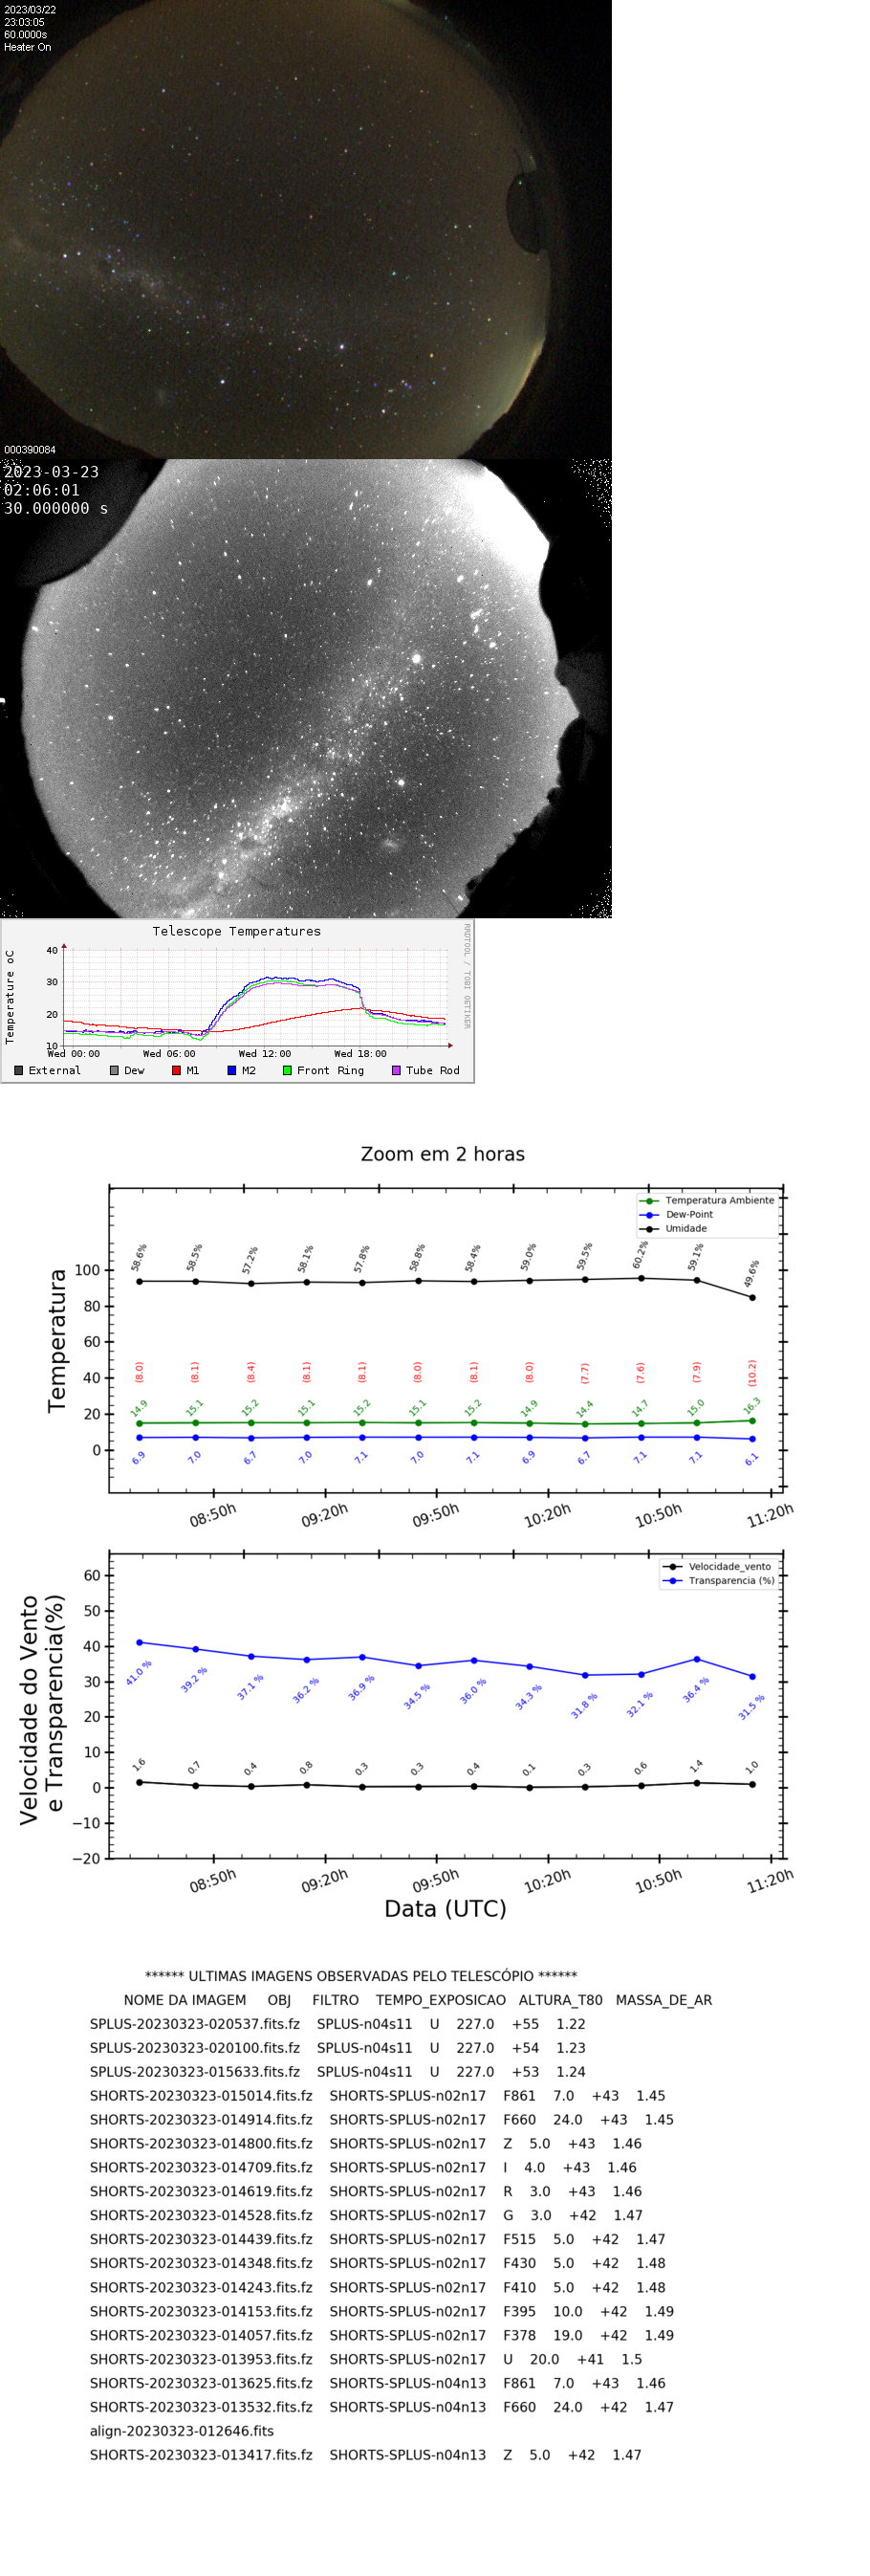 2023/03/22
23:03:05
60.0000s
Heater On
000390084
2023-03-23
02:06:01
30.000000 s
Telescope Temperatures
RRDTOOL / TOBI OETIKER
Temperature oC
40
30
20
10
Wed 00:00 Wed 06:00 Wed 12:00 Wed 18:00
External Dew M1 M2 Front Ring Tube Rod
Zoom em 2 horas
Temperatura Ambiente
Dew-Point
Umidade
Temperatura
100
80
60
40
20
0
58.6% 58.5% 57.2% 58.1% 57.8% 58.8% 58.4% 59.0% 59.5% 60.2% 59.1% 49.6%
(8.0) (8.1) (8.4) (8.1) (8.1) (8.0) (8.1) (8.0) (7.7) (7.6) (7.9) (10.2)
14.9 15.1 15.2 15.1 15.2 15.1 15.2 14.9 14.4 14.7 15.0 16.3
6.9 7.0 6.7 7.0 7.1 7.0 7.1 6.9 6.7 7.1 7.1 6.1
08:50h 09:20h 09:50h 10:20h 10:50h 11:20h
Velocidade_vento
Transparencia (%)
Velocidade do Vento
e Transparencia(%)
60
50
40
30
20
10
0
−10
−20
41.0 % 39.2 % 37.1 % 36.2 % 36.9 % 34.5 % 36.0 % 34.3 % 31.8 % 32.1 % 36.4 % 31.5 %
1.6 0.7 0.4 0.8 0.3 0.3 0.4 0.1 0.3 0.6 1.4 1.0
08:50h 09:20h 09:50h 10:20h 10:50h 11:20h
Data (UTC)
****** ULTIMAS IMAGENS OBSERVADAS PELO TELESCÓPIO ******
NOME DA IMAGEM OBJ FILTRO TEMPO_EXPOSICAO ALTURA_T80 MASSA_DE_AR
SPLUS-20230323-020537.fits.fz SPLUS-n04s11 U 227.0 +55 1.22
SPLUS-20230323-020100.fits.fz SPLUS-n04s11 U 227.0 +54 1.23
SPLUS-20230323-015633.fits.fz SPLUS-n04s11 U 227.0 +53 1.24
SHORTS-20230323-015014.fits.fz SHORTS-SPLUS-n02n17 F861 7.0 +43 1.45
SHORTS-20230323-014914.fits.fz SHORTS-SPLUS-n02n17 F660 24.0 +43 1.45
SHORTS-20230323-014800.fits.fz SHORTS-SPLUS-n02n17 Z 5.0 +43 1.46
SHORTS-20230323-014709.fits.fz SHORTS-SPLUS-n02n17 I 4.0 +43 1.46
SHORTS-20230323-014619.fits.fz SHORTS-SPLUS-n02n17 R 3.0 +43 1.46
SHORTS-20230323-014528.fits.fz SHORTS-SPLUS-n02n17 G 3.0 +42 1.47
SHORTS-20230323-014439.fits.fz SHORTS-SPLUS-n02n17 F515 5.0 +42 1.47
SHORTS-20230323-014348.fits.fz SHORTS-SPLUS-n02n17 F430 5.0 +42 1.48
SHORTS-20230323-014243.fits.fz SHORTS-SPLUS-n02n17 F410 5.0 +42 1.48
SHORTS-20230323-014153.fits.fz SHORTS-SPLUS-n02n17 F395 10.0 +42 1.49
SHORTS-20230323-014057.fits.fz SHORTS-SPLUS-n02n17 F378 19.0 +42 1.49
SHORTS-20230323-013953.fits.fz SHORTS-SPLUS-n02n17 U 20.0 +41 1.5
SHORTS-20230323-013625.fits.fz SHORTS-SPLUS-n04n13 F861 7.0 +43 1.46
SHORTS-20230323-013532.fits.fz SHORTS-SPLUS-n04n13 F660 24.0 +42 1.47
align-20230323-012646.fits
SHORTS-20230323-013417.fits.fz SHORTS-SPLUS-n04n13 Z 5.0 +42 1.47